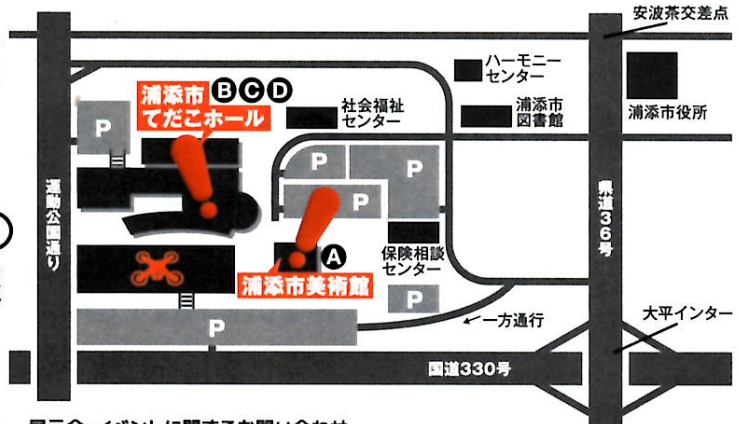 安波茶交差点
ハーモニー
センター
浦添市
てだこホール
B C D
社会福祉
センター
浦添市
図書館
浦添市役所
P
P
P
P
運動公園通り
県道36号
A
保険相談
センター
浦添市美術館
P
一方通行
大平インター
P
国道330号